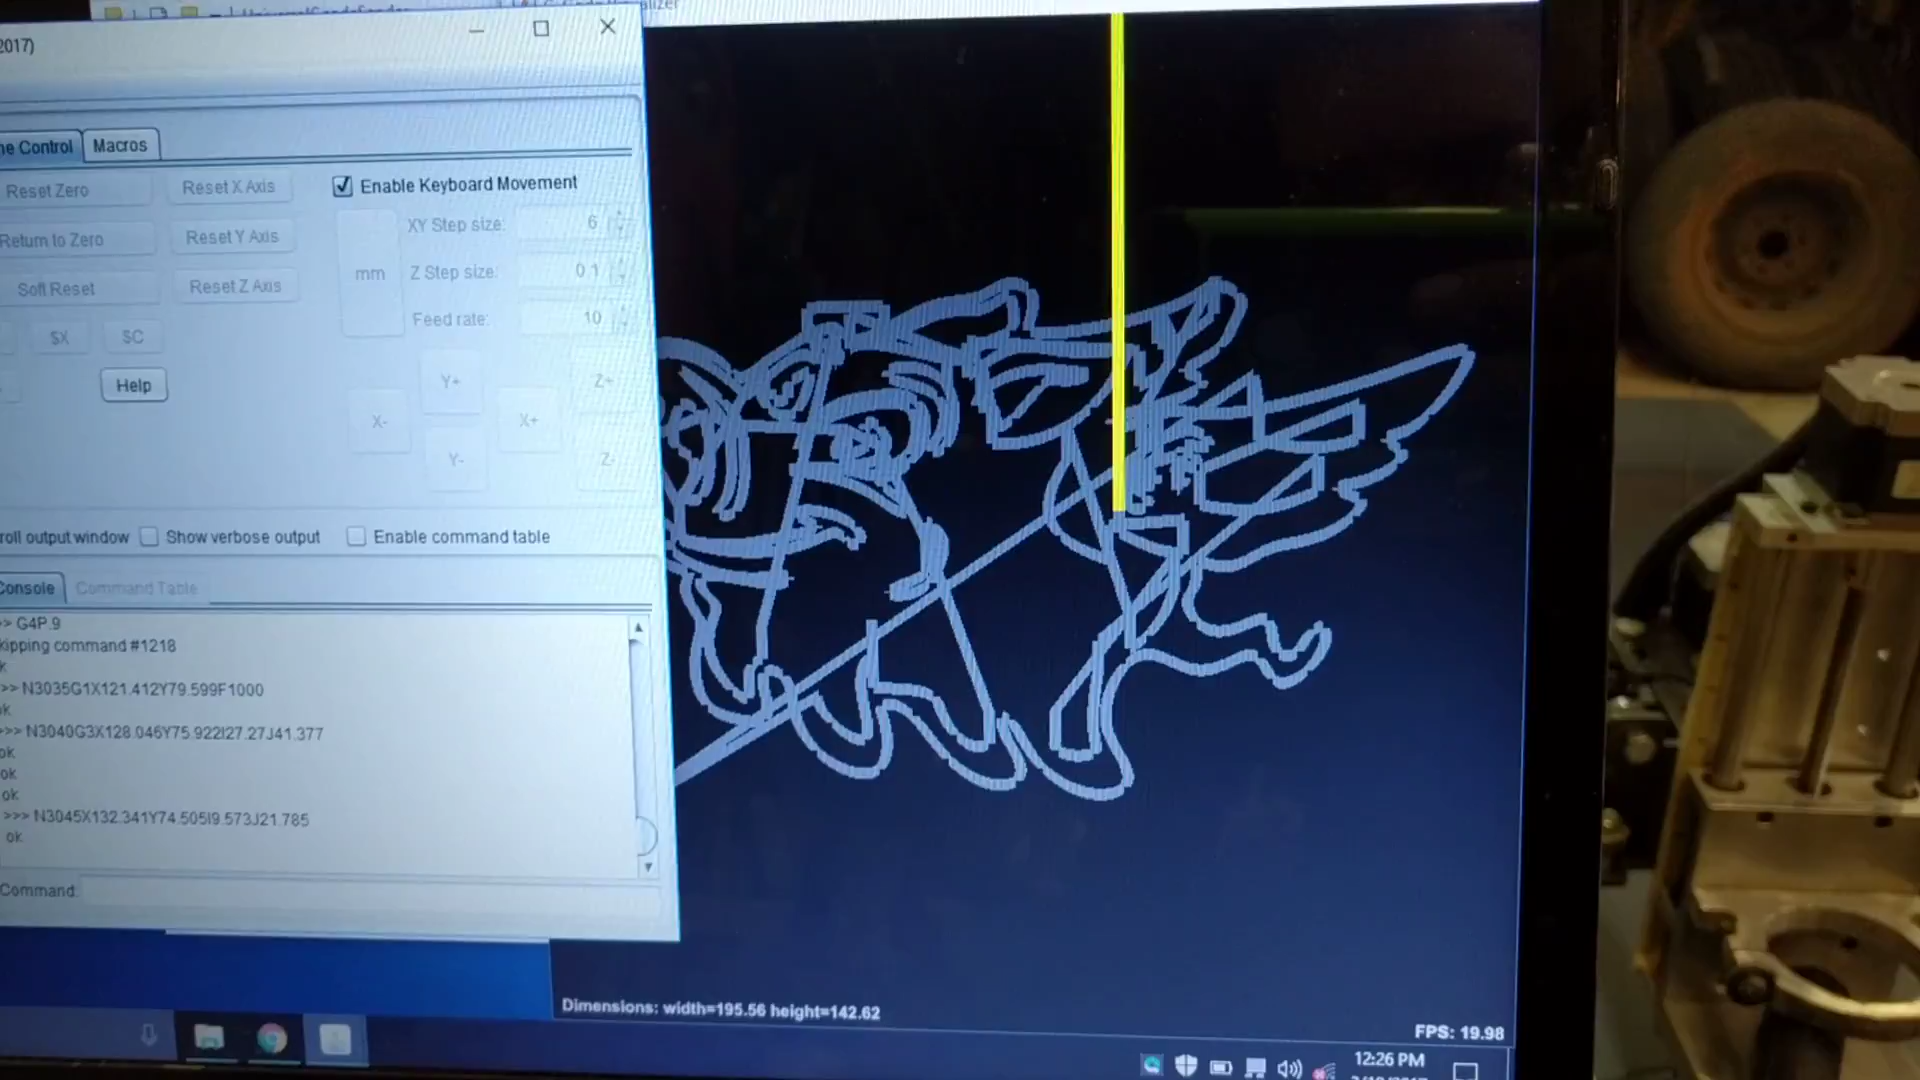 2017)
ne Control
Macros
Reset Zero
Reset X Axis
Enable Keyboard Movement
Return to Zero
Reset Y Axis
XY Step size:
6
Soft Reset
Reset Z Axis
mm
Z Step size:
0.1
$X
$C
Feed rate:
10
Help
Y+
Z+
X-
X+
Y-
Z-
roll output window
Show verbose output
Enable command table
Console
Command Table
> G4P.9
kipping command #1218
k
>> N3035G1X121.412Y79.599F1000
ok
>>> N3040G3X128.046Y75.922I27.27J41.377
ok
ok
ok
>>> N3045X132.341Y74.505I9.573J21.785
ok
Command:
Dimensions: width=195.56 height=142.62
FPS: 19.98
12:26 PM